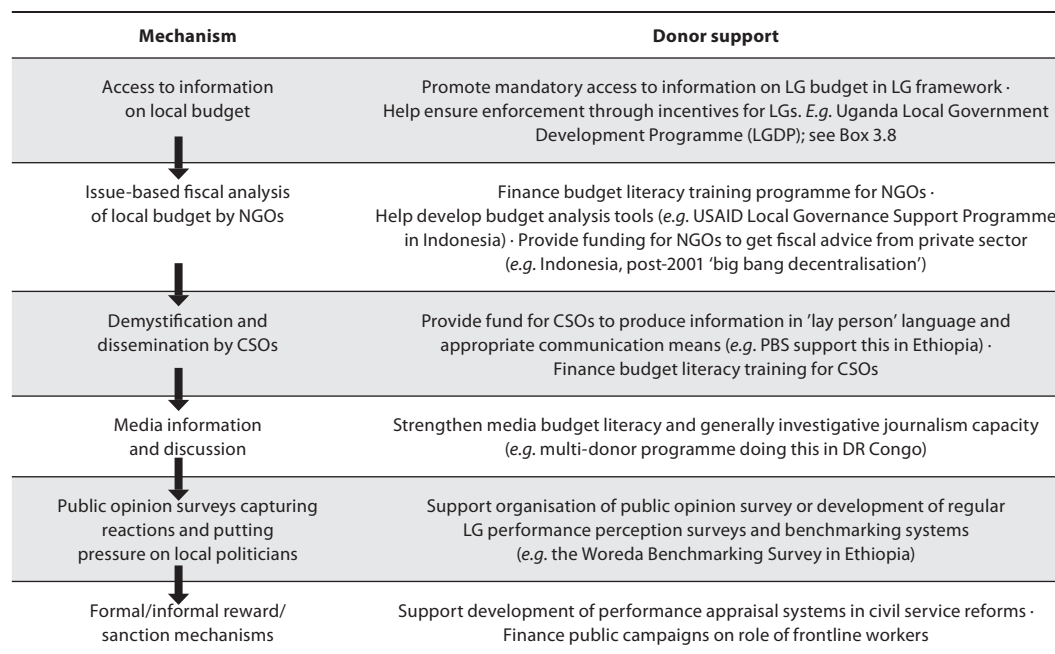 Mechanism
Donor support
Access to information
on local budget
Promote mandatory access to information on LG budget in LG framework ·
Help ensure enforcement through incentives for LGs. E.g. Uganda Local Government
Development Programme (LGDP); see Box 3.8
Issue-based fiscal analysis
of local budget by NGOs
Finance budget literacy training programme for NGOs ·
Help develop budget analysis tools (e.g. USAID Local Governance Support Programme
in Indonesia) · Provide funding for NGOs to get fiscal advice from private sector
(e.g. Indonesia, post-2001 ‘big bang decentralisation’)
Demystification and
dissemination by CSOs
Provide fund for CSOs to produce information in 'lay person' language and
appropriate communication means (e.g. PBS support this in Ethiopia) ·
Finance budget literacy training for CSOs
Media information
and discussion
Strengthen media budget literacy and generally investigative journalism capacity
(e.g. multi-donor programme doing this in DR Congo)
Public opinion surveys capturing
reactions and putting
pressure on local politicians
Support organisation of public opinion survey or development of regular
LG performance perception surveys and benchmarking systems
(e.g. the Woreda Benchmarking Survey in Ethiopia)
Formal/informal reward/
sanction mechanisms
Support development of performance appraisal systems in civil service reforms ·
Finance public campaigns on role of frontline workers